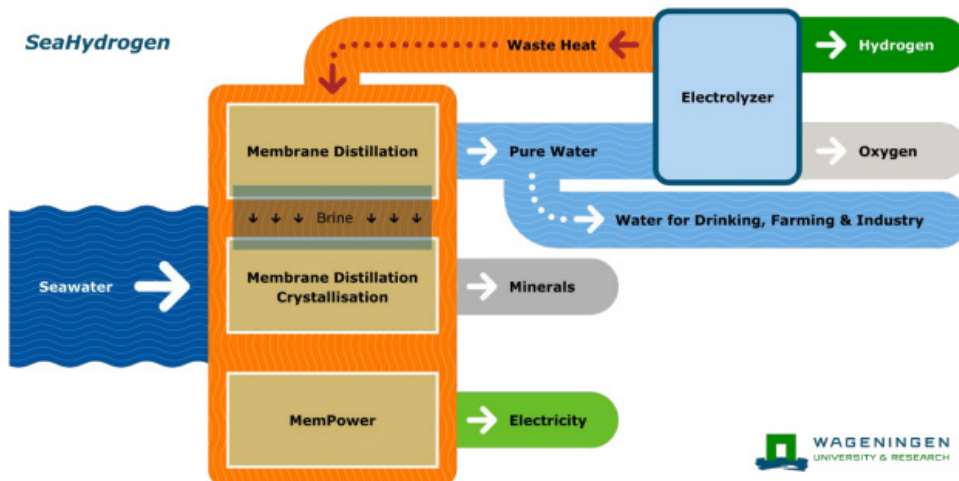 SeaHydrogen
Waste Heat
Hydrogen
Electrolyzer
Membrane Distillation
Pure Water
Oxygen
Brine
Water for Drinking, Farming & Industry
Seawater
Membrane Distillation
Crystallisation
Minerals
MemPower
Electricity
WAGENINGEN
UNIVERSITY & RESEARCH